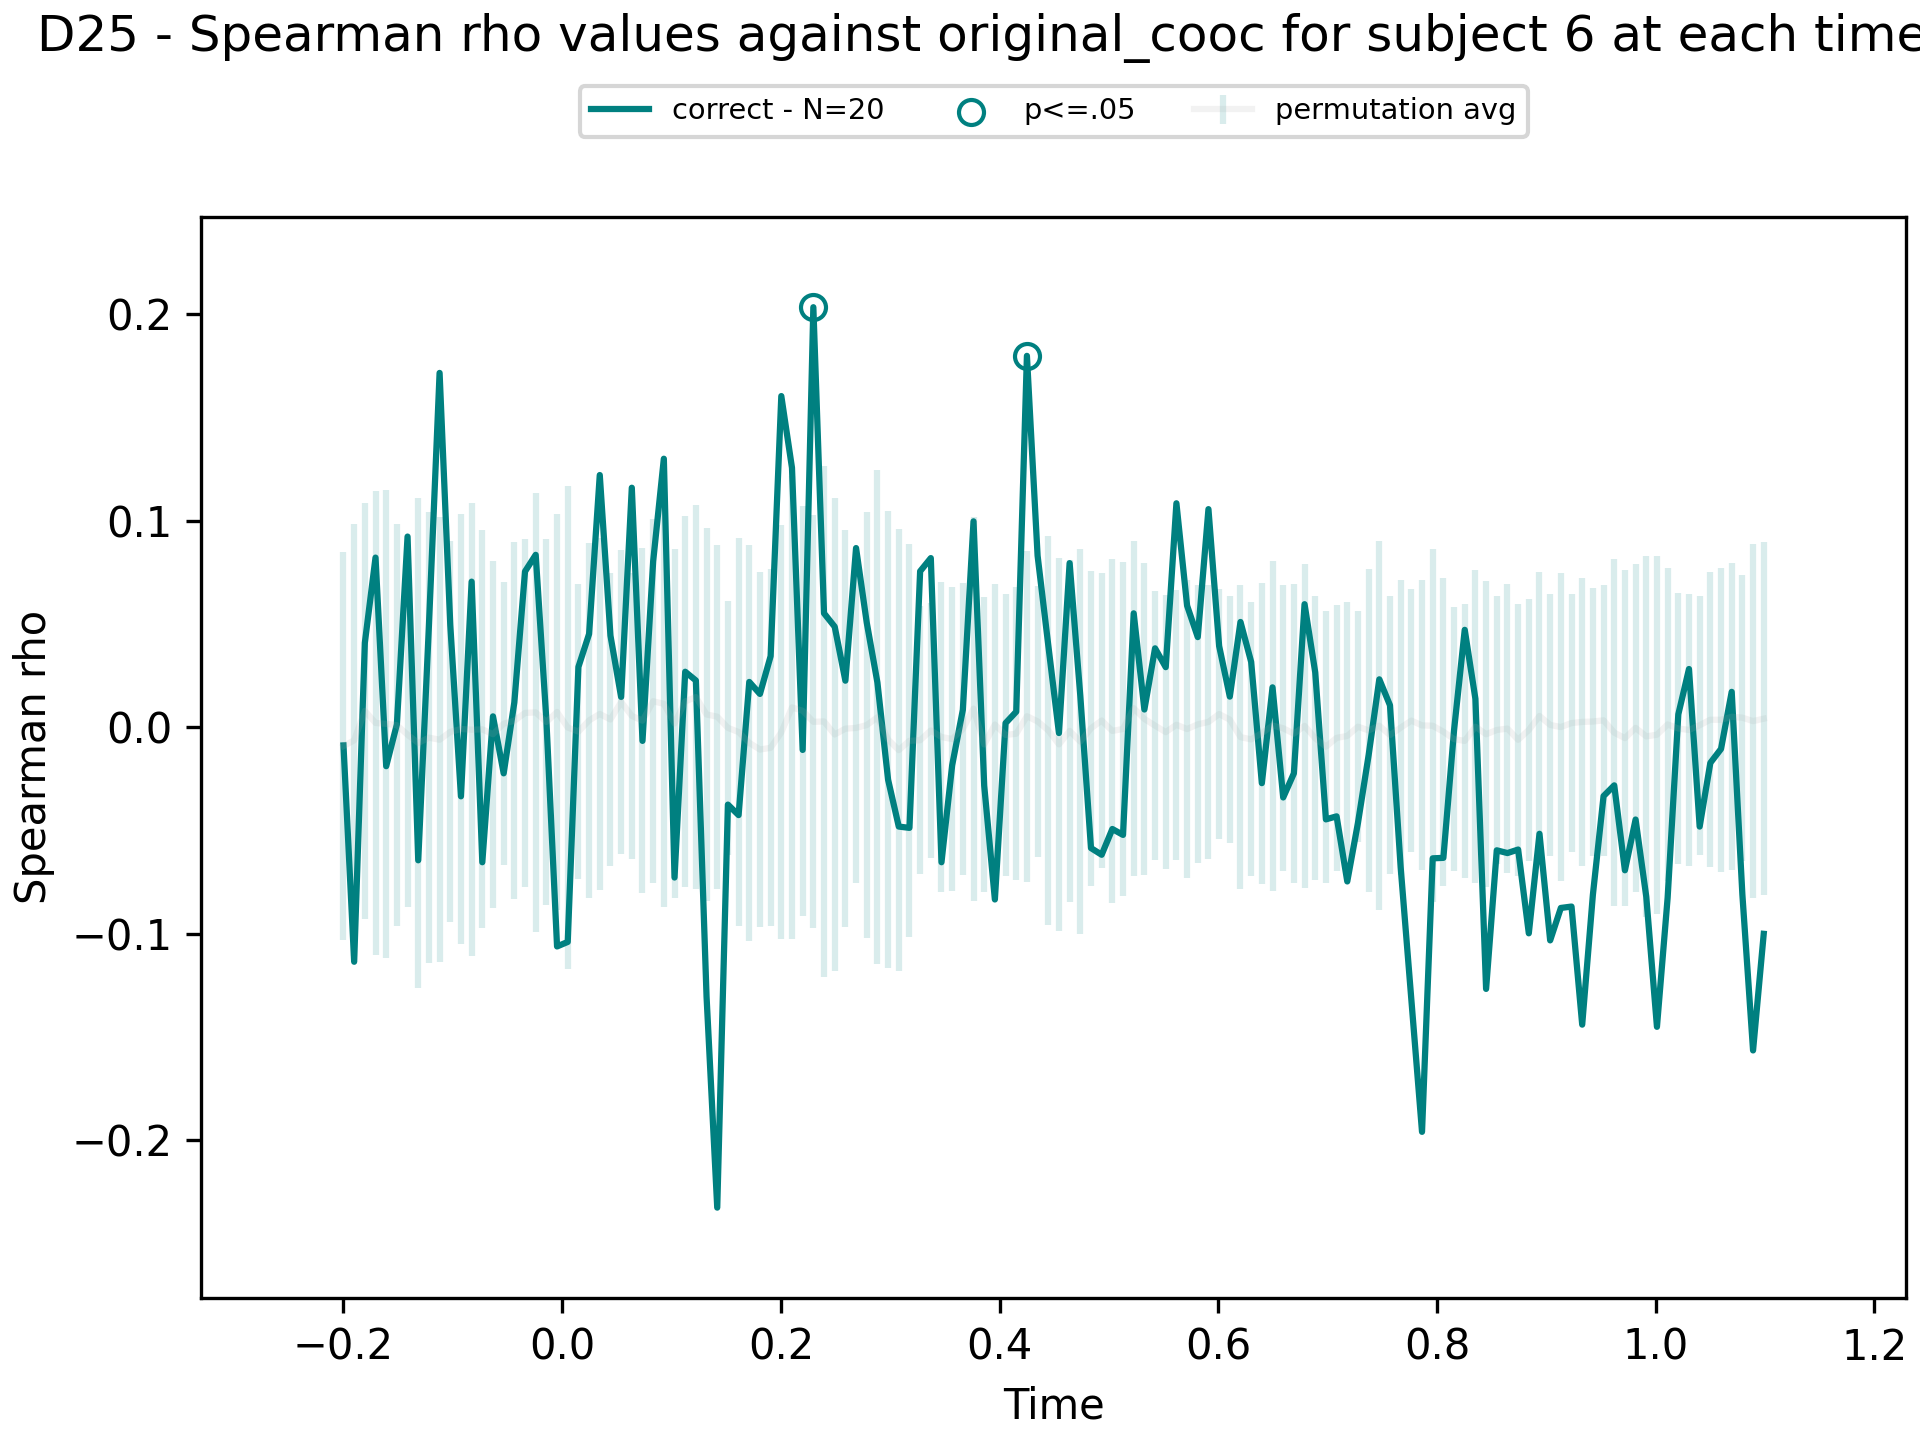 D25 - Spearman rho values against original_cooc for subject 6 at each time
correct - N=20 p<=.05 permutation avg
Spearman rho
0.2
0.1
0.0
−0.1
−0.2
−0.2 0.0 0.2 0.4 0.6 0.8 1.0 1.2
Time